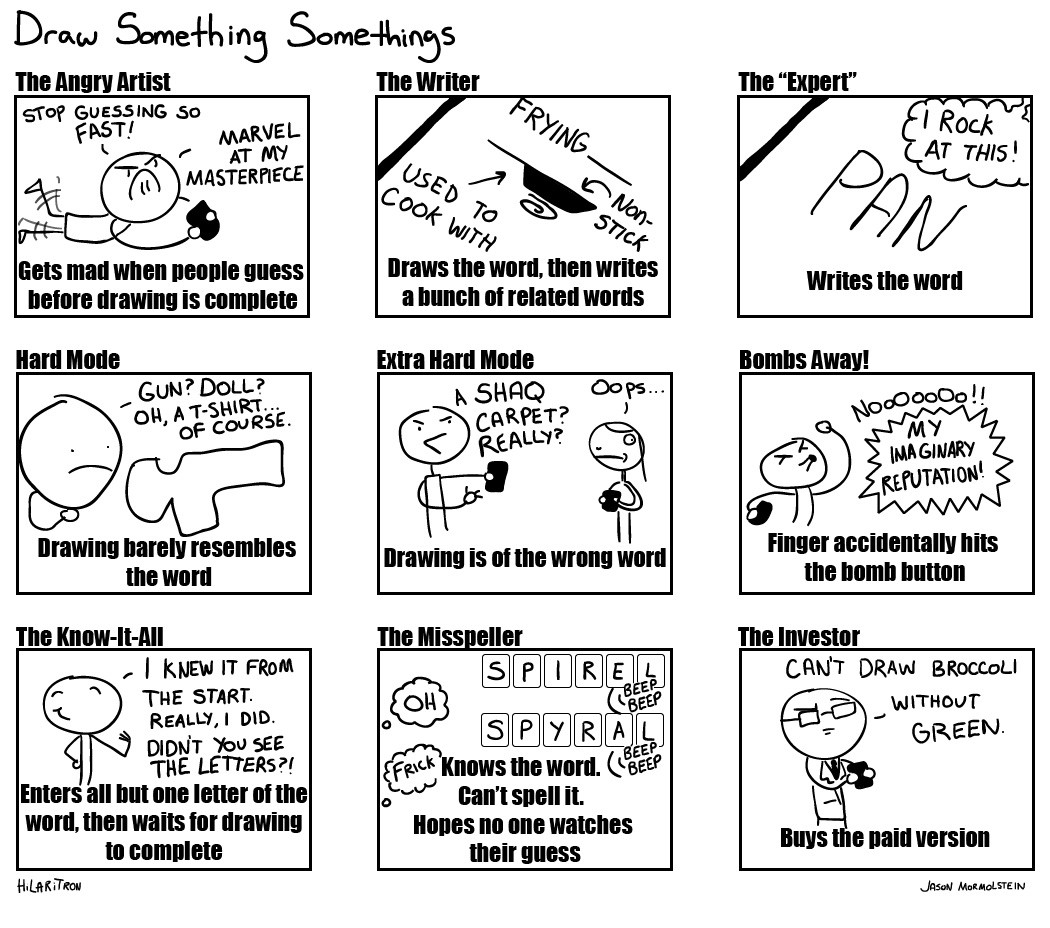 Draw Something Somethings
The Angry Artist
STOP GUESSING SO
FAST!
MARVEL
AT MY
MASTERPIECE
Gets mad when people guess
before drawing is complete
The Writer
FRYING
USED TO
COOK WITH
NON-
STICK
Draws the word, then writes
a bunch of related words
The “Expert”
I ROCK
AT THIS!
PAN
Writes the word
Hard Mode
GUN? DOLL?
OH, A T-SHIRT...
OF COURSE.
Drawing barely resembles
the word
Extra Hard Mode
A SHAQ
CARPET?
REALLY?
OOPS...
Drawing is of the wrong word
Bombs Away!
NOOOOOOO!!
MY
IMAGINARY
REPUTATION!
Finger accidentally hits
the bomb button
The Know-It-All
I KNEW IT FROM
THE START.
REALLY, I DID.
DIDN'T YOU SEE
THE LETTERS?!
Enters all but one letter of the
word, then waits for drawing
to complete
The Misspeller
SPIREL
BEEP
BEEP
OH
SPYRAL
BEEP
BEEP
FRICK
Knows the word.
Can't spell it.
Hopes no one watches
their guess
The Investor
CAN'T DRAW BROCCOLI
WITHOUT
GREEN.
Buys the paid version
HiLARiTRON
JASON MORMOLSTEIN